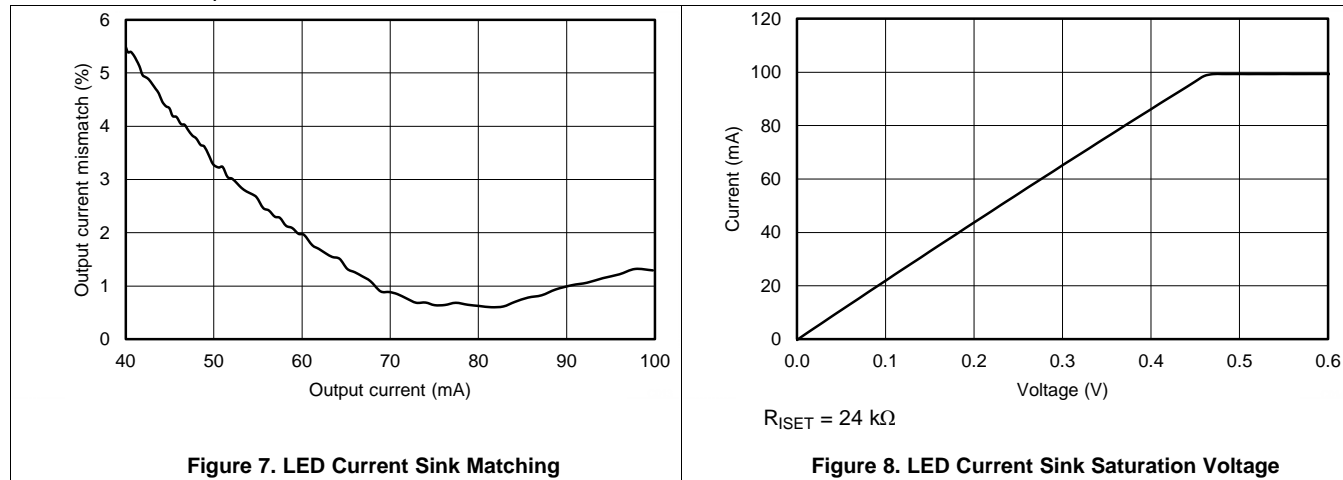 6
5
4
3
2
1
0
40 50 60 70 80 90 100
Output current mismatch (%)
Output current (mA)
Figure 7. LED Current Sink Matching
120
100
80
60
40
20
0
0.0 0.1 0.2 0.3 0.4 0.5 0.6
Current (mA)
Voltage (V)
RISET = 24 kΩ
Figure 8. LED Current Sink Saturation Voltage